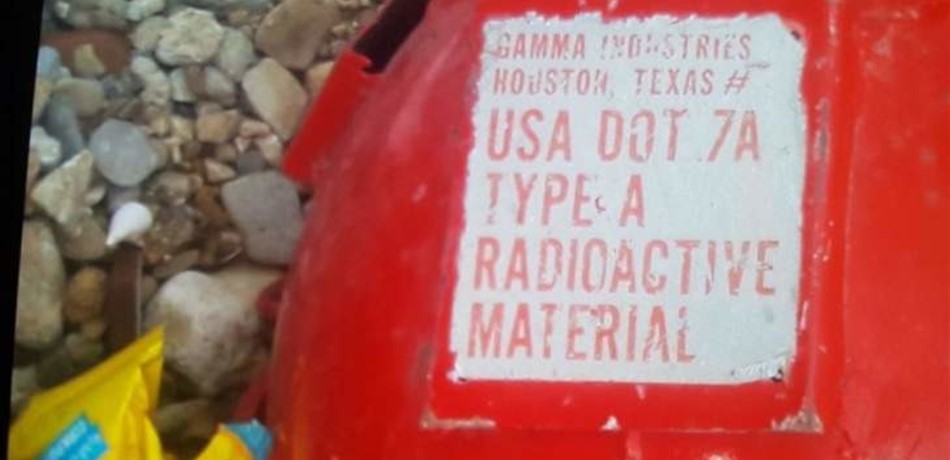 GAMMA INDUSTRIES
HOUSTON, TEXAS #
USA DOT 7A
TYPE A
RADIOACTIVE
MATERIAL